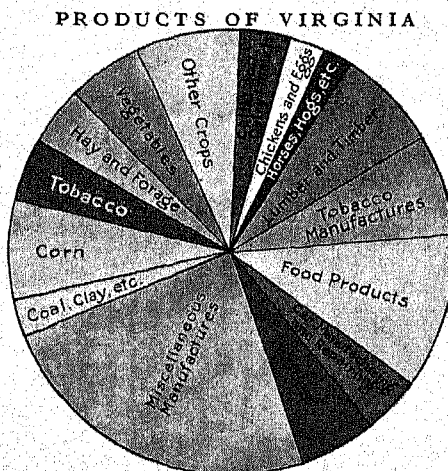 PRODUCTS OF VIRGINIA
Chickens and Eggs
Horses, Hogs, etc.
Lumber and Timber
Tobacco
Manufactures
Food Products
Miscellaneous
Manufactures
Coal, Clay, etc.
Corn
Tobacco
Hay and Forage
Vegetables
Other Crops